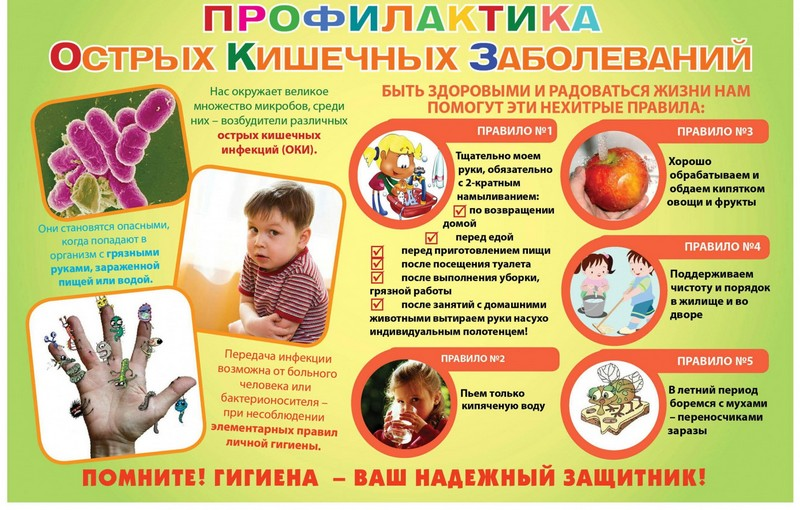 ПРОФИЛАКТИКА
ОСТРЫХ КИШЕЧНЫХ ЗАБОЛЕВАНИЙ
Нас окружает великое
множество микробов, среди
них – возбудители различных
острых кишечных
инфекций (ОКИ).
Они становятся опасными,
когда попадают в
организм с грязными
руками, зараженной
пищей или водой.
Передача инфекции
возможна от больного
человека или
бактерионосителя –
при несоблюдении
элементарных правил
личной гигиены.
БЫТЬ ЗДОРОВЫМИ И РАДОВАТЬСЯ ЖИЗНИ НАМ
ПОМОГУТ ЭТИ НЕХИТРЫЕ ПРАВИЛА:
ПРАВИЛО №1
Тщательно моем
руки, обязательно
с 2-кратным
намыливанием:
по возвращении
домой
перед едой
перед приготовлением пищи
после посещения туалета
после выполнения уборки,
грязной работы
после занятий с домашними
животными вытираем руки насухо
индивидуальным полотенцем!
ПРАВИЛО №2
Пьем только
кипяченую воду
ПРАВИЛО №3
Хорошо
обрабатываем и
обдаем кипятком
овощи и фрукты
ПРАВИЛО №4
Поддерживаем
чистоту и порядок
в жилище и во
дворе
ПРАВИЛО №5
В летний период
боремся с мухами
– переносчиками
заразы
ПОМНИТЕ! ГИГИЕНА – ВАШ НАДЕЖНЫЙ ЗАЩИТНИК!